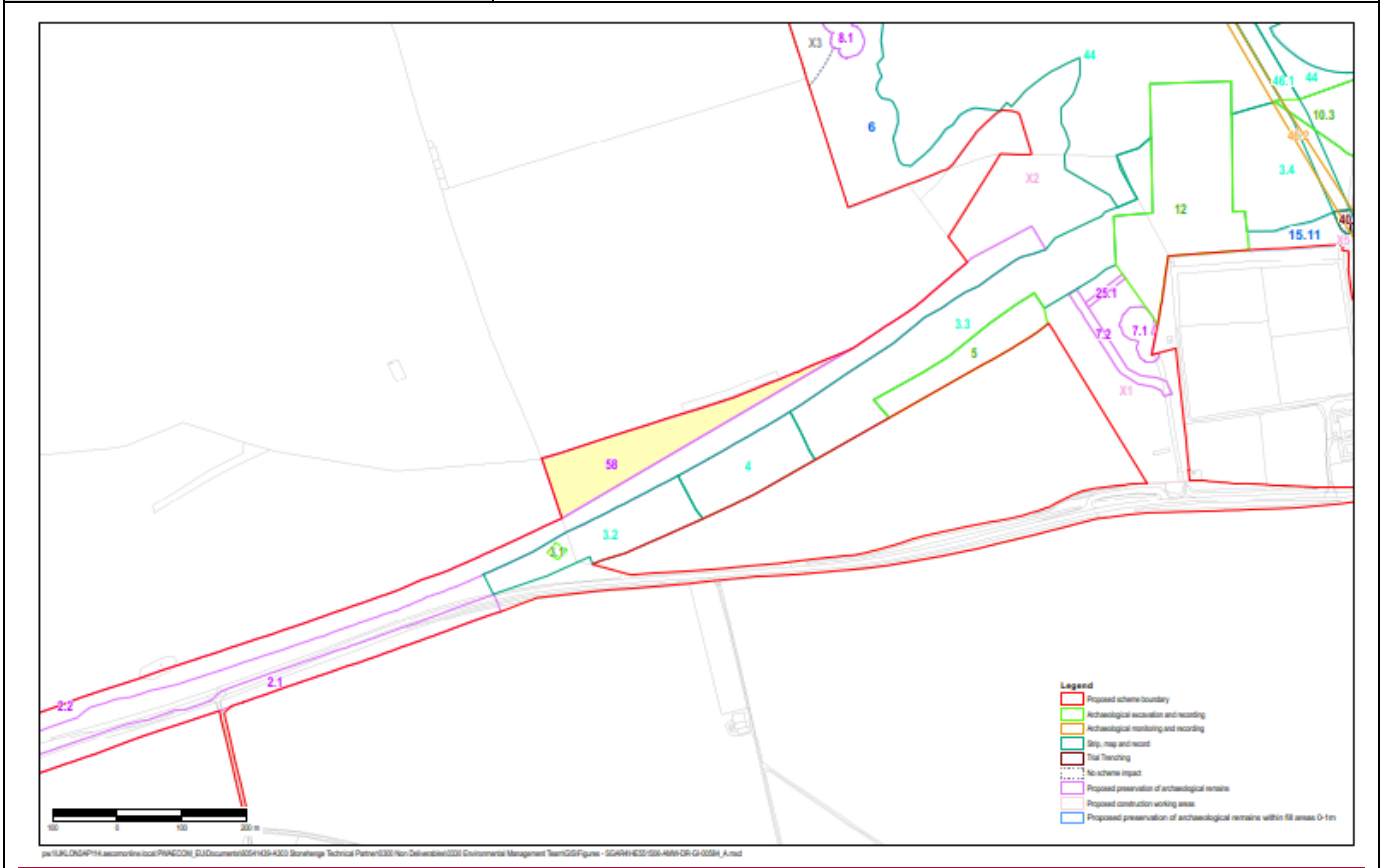 X3
8.1
44
46.1
44
10.3
46.2
6
3.4
X2
12
40
15.11
X5
25.1
7.2
7.1
3.3
5
X1
58
4
3.2
3.1
2.1
2.2
Legend
Proposed scheme boundary
Archaeological excavation and recording
Archaeological monitoring and recording
Strip, map and record
Trial Trenching
No scheme impact
Proposed preservation of archaeological remains
Proposed construction working areas
Proposed preservation of archaeological remains within fill areas 0-1m
100 0 100 200 m